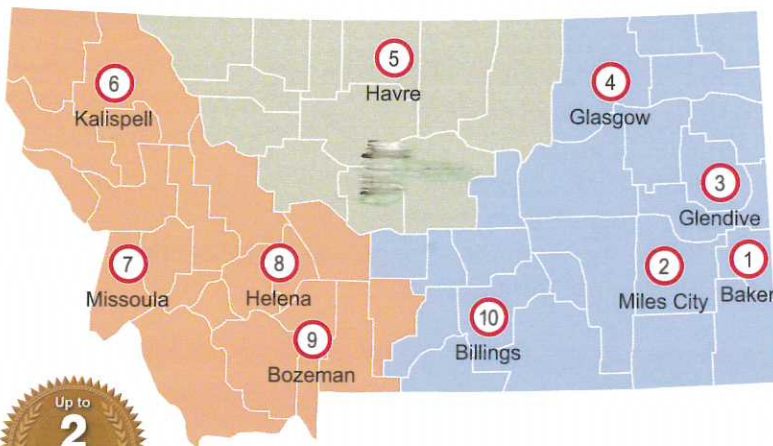 5
Havre
6
Kalispell
4
Glasgow
3
Glendive
7
Missoula
8
Helena
2
Miles City
1
Baker
10
Billings
9
Bozeman
Up to
2